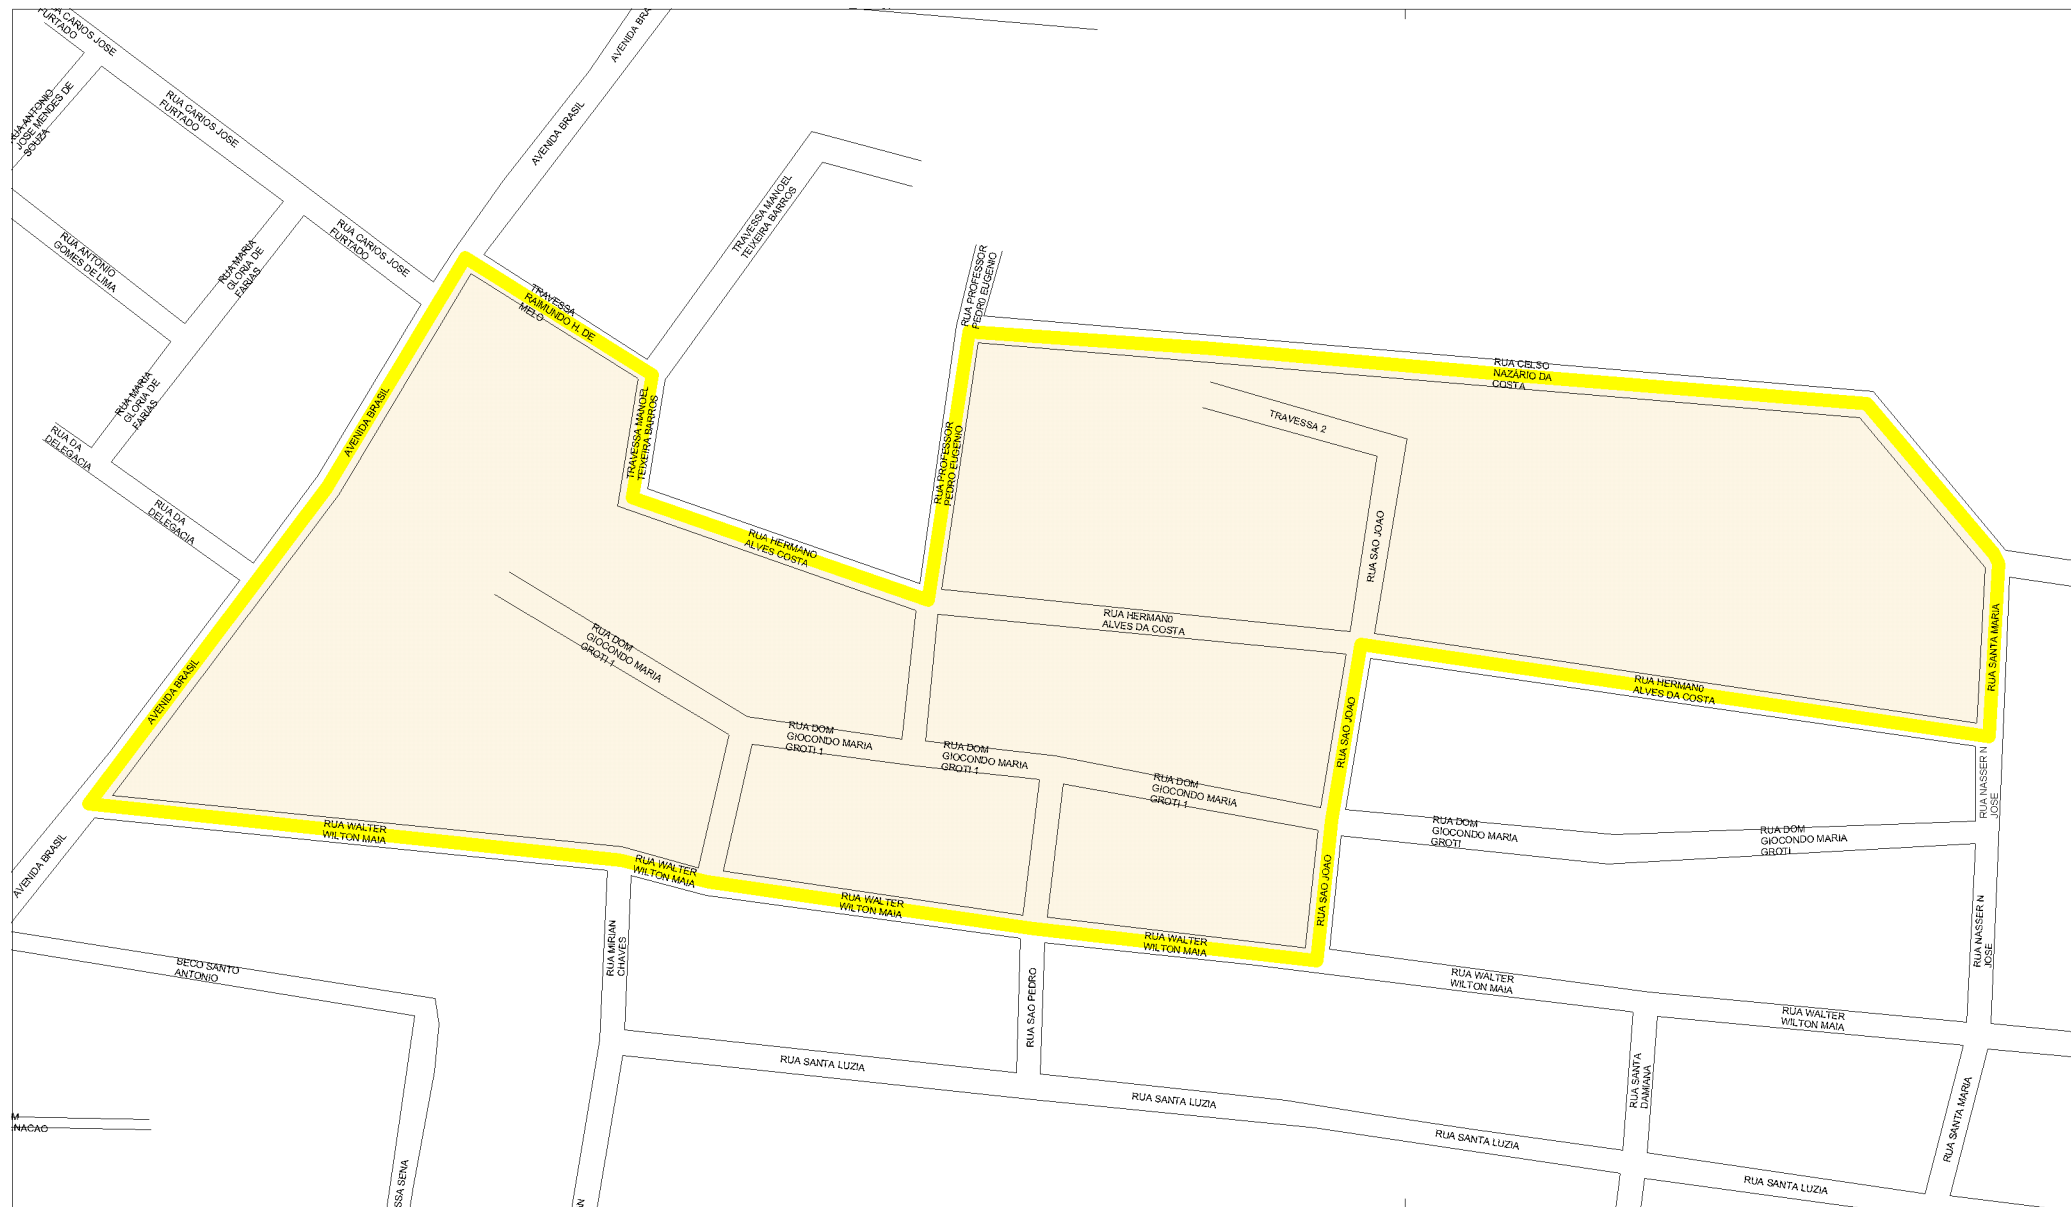 RUA CARLOS JOSE
FURTADO
AVENIDA BRA
RUA ANTONIO
JOSE MENDES DE
SOUZA
RUA CARLOS JOSE
FURTADO
AVENIDA BRASIL
TRAVESSA MANOEL
TEIXEIRA BARROS
RUA ANTONIO
GOMES DE LIMA
RUA MARIA
GLORIA DE
FARIAS
RUA CARLOS JOSE
FURTADO
RUA PROFESSOR
PEDRO EUGENIO
TRAVESSA
RAIMUNDO H. DE
MELO
RUA CELSO
NAZÁRIO DA
COSTA
RUA MARIA
GLORIA DE
FARIAS
AVENIDA BRASIL
TRAVESSA MANOEL
TEIXEIRA BARROS
RUA PROFESSOR
PEDRO EUGENIO
TRAVESSA 2
RUA DA
DELEGACIA
RUA DA
DELEGACIA
RUA HERMANO
ALVES COSTA
RUA SAO JOAO
RUA HERMAN0
ALVES DA COSTA
RUA SANTA MARIA
RUA DOM
GIOCONDO MARIA
GROTI 1
AVENIDA BRASIL
RUA HERMAN0
ALVES DA COSTA
RUA SAO JOAO
RUA DOM
GIOCONDO MARIA
GROTI 1
RUA DOM
GIOCONDO MARIA
GROTI 1
RUA DOM
GIOCONDO MARIA
GROTI 1
RUA NASSER N
JOSE
RUA DOM
GIOCONDO MARIA
GROTI
RUA DOM
GIOCONDO MARIA
GROTI
RUA WALTER
WILTON MAIA
AVENIDA BRASIL
RUA WALTER
WILTON MAIA
RUA WALTER
WILTON MAIA
RUA SAO JOAO
RUA WALTER
WILTON MAIA
RUA NASSER N
JOSE
RUA MIRIAN
CHAVES
BECO SANTO
ANTONIO
RUA WALTER
WILTON MAIA
RUA SAO PEDRO
RUA WALTER
WILTON MAIA
RUA SANTA LUZIA
RUA SANTA
DAMIANA
RUA SANTA LUZIA
RUA SANTA MARIA
M
NACAO
RUA SANTA LUZIA
SSA SENA
RUA SANTA LUZIA